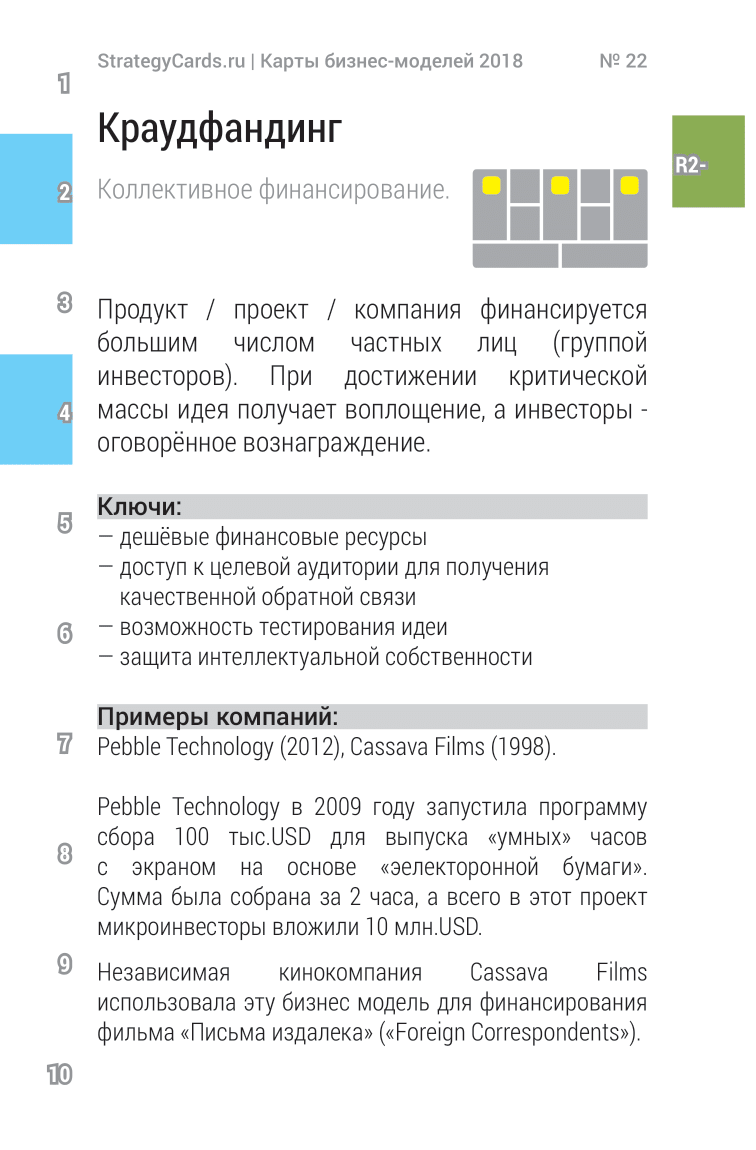 StrategyCards.ru | Карты бизнес-моделей 2018 № 22
1
Краудфандинг
R2-
2
Коллективное финансирование.
3
Продукт / проект / компания финансируется
большим числом частных лиц (группой
инвесторов). При достижении критической
4
массы идея получает воплощение, а инвесторы -
оговорённое вознаграждение.
Ключи:
5
— дешёвые финансовые ресурсы
— доступ к целевой аудитории для получения
качественной обратной связи
6
— возможность тестирования идеи
— защита интеллектуальной собственности
Примеры компаний:
7
Pebble Technology (2012), Cassava Films (1998).
Pebble Technology в 2009 году запустила программу
сбора 100 тыс.USD для выпуска «умных» часов
8
с экраном на основе «эелекторонной бумаги».
Сумма была собрана за 2 часа, а всего в этот проект
микроинвесторы вложили 10 млн.USD.
9
Независимая кинокомпания Cassava Films
использовала эту бизнес модель для финансирования
фильма «Письма издалека» («Foreign Correspondents»).
10